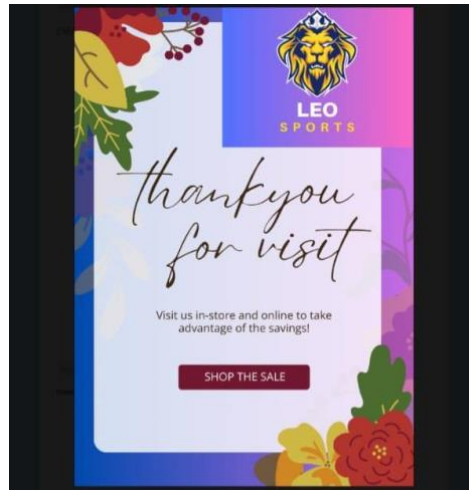 LEO
SPORTS
thankyou
for visit
Visit us in-store and online to take
advantage of the savings!
SHOP THE SALE